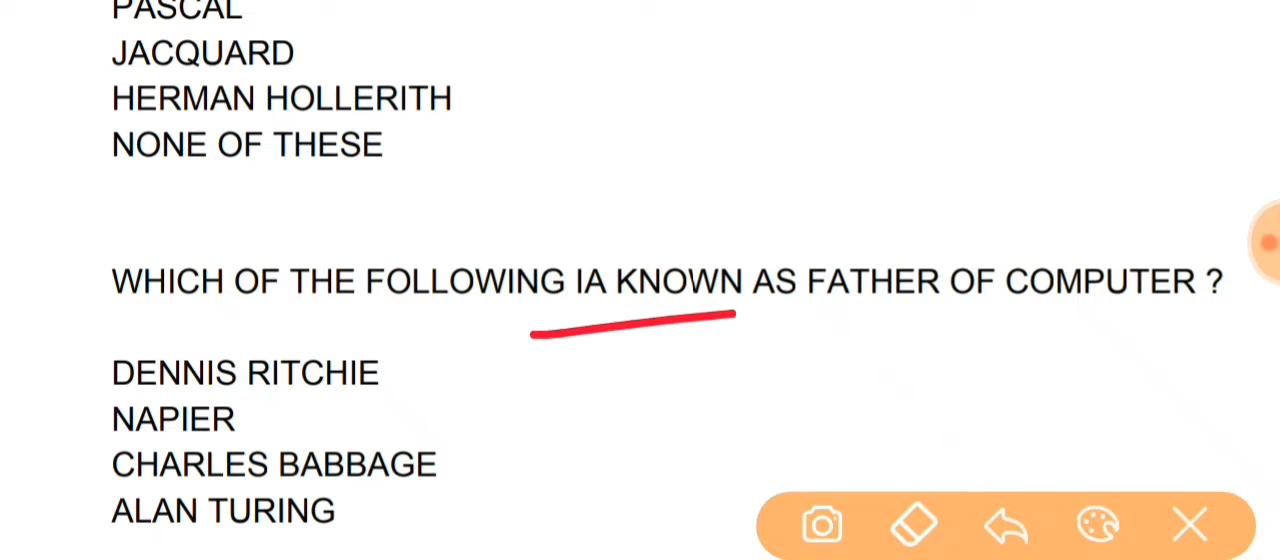 PASCAL
JACQUARD
HERMAN HOLLERITH
NONE OF THESE
WHICH OF THE FOLLOWING IA KNOWN AS FATHER OF COMPUTER ?
DENNIS RITCHIE
NAPIER
CHARLES BABBAGE
ALAN TURING